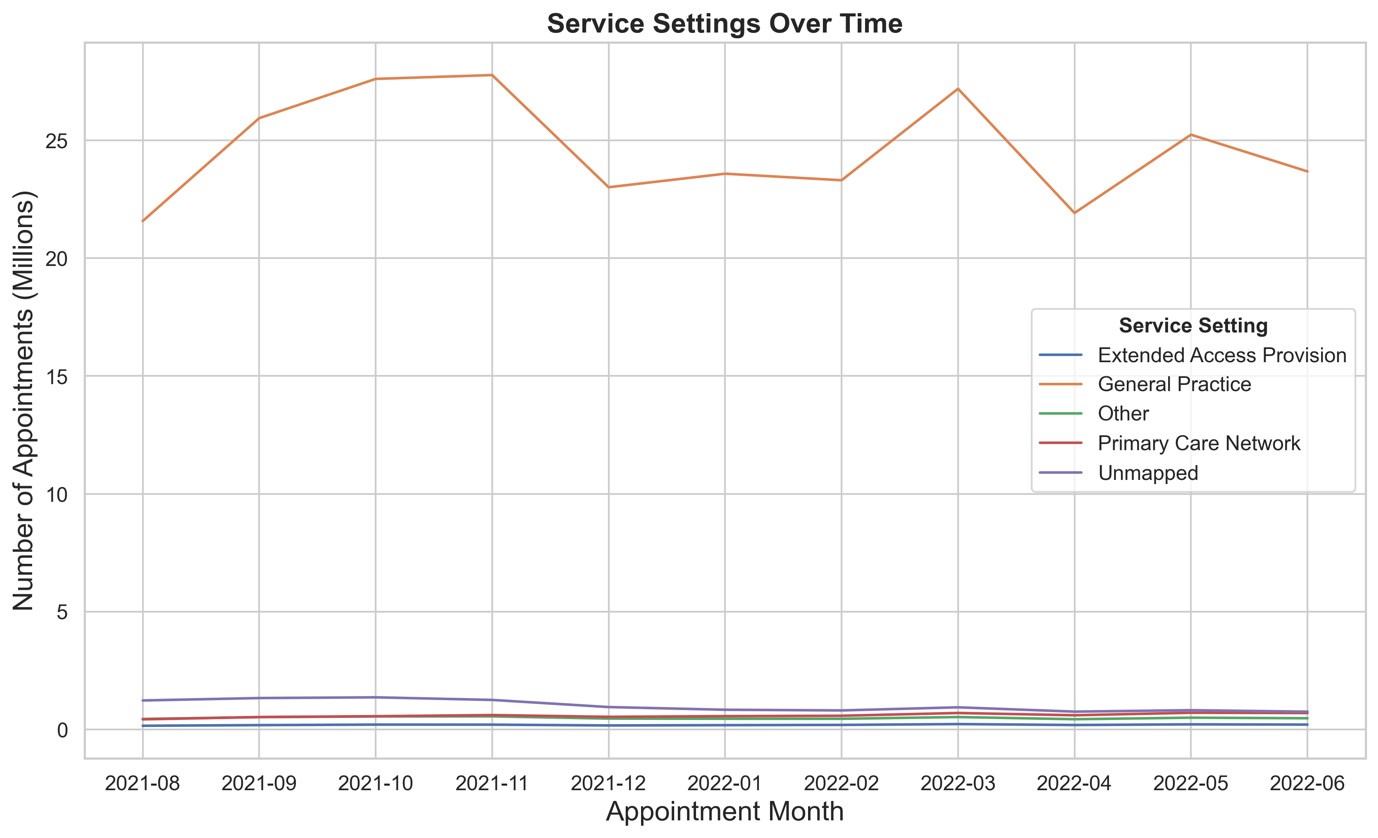 Service Settings Over Time
Number of Appointments (Millions)
25
20
15
10
5
0
Service Setting
Extended Access Provision
General Practice
Other
Primary Care Network
Unmapped
2021-08 2021-09 2021-10 2021-11 2021-12 2022-01 2022-02 2022-03 2022-04 2022-05 2022-06
Appointment Month